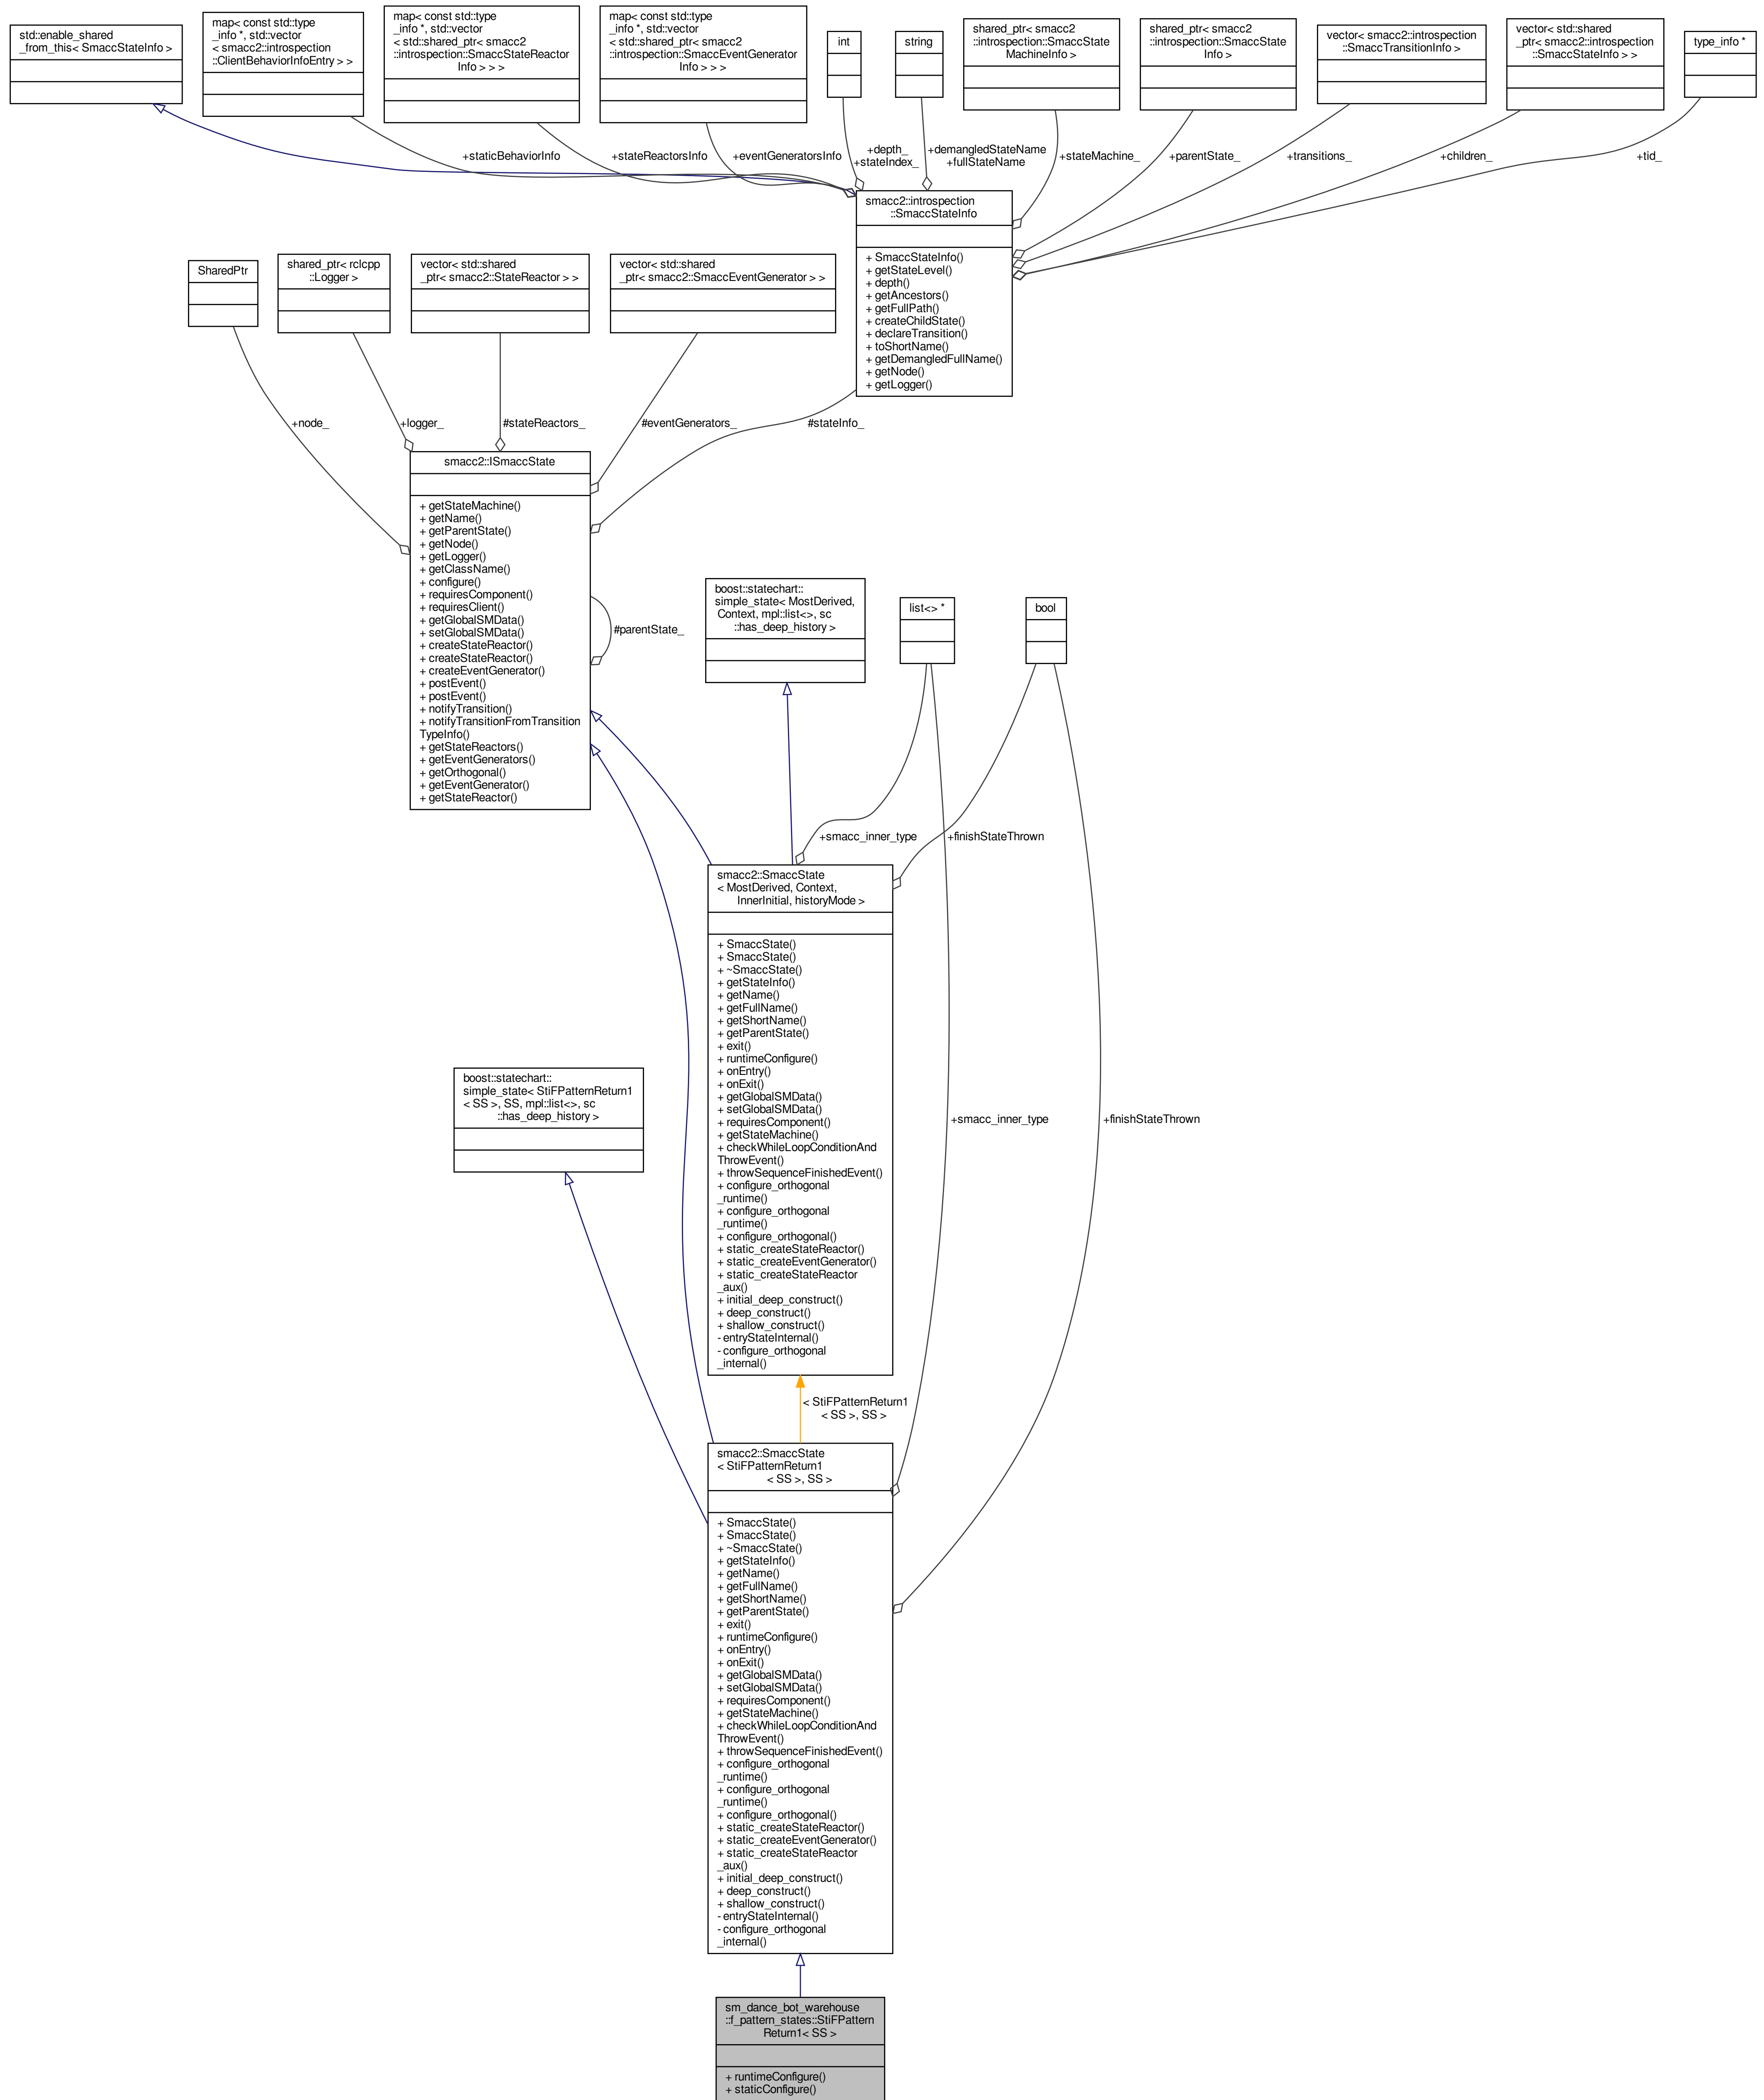 std::enable_shared
_from_this< SmaccStateInfo >
map< const std::type
_info *, std::vector
< smacc2::introspection
::ClientBehaviorInfoEntry > >
map< const std::type
_info *, std::vector
< std::shared_ptr< smacc2
::introspection::SmaccStateReactor
Info > > >
map< const std::type
_info *, std::vector
< std::shared_ptr< smacc2
::introspection::SmaccEventGenerator
Info > > >
int
string
shared_ptr< smacc2
::introspection::SmaccState
MachineInfo >
shared_ptr< smacc2
::introspection::SmaccState
Info >
vector< smacc2::introspection
::SmaccTransitionInfo >
vector< std::shared
_ptr< smacc2::introspection
::SmaccStateInfo > >
type_info *
+staticBehaviorInfo
+stateReactorsInfo
+eventGeneratorsInfo
+depth_
+stateIndex_
+demangledStateName
+fullStateName
+stateMachine_
+parentState_
+transitions_
+children_
+tid_
smacc2::introspection
::SmaccStateInfo
+ SmaccStateInfo()
+ getStateLevel()
+ depth()
+ getAncestors()
+ getFullPath()
+ createChildState()
+ declareTransition()
+ toShortName()
+ getDemangledFullName()
+ getNode()
+ getLogger()
SharedPtr
shared_ptr< rclcpp
::Logger >
vector< std::shared
_ptr< smacc2::StateReactor > >
vector< std::shared
_ptr< smacc2::SmaccEventGenerator > >
+node_
+logger_
#stateReactors_
#eventGenerators_
#stateInfo_
smacc2::ISmaccState
+ getStateMachine()
+ getName()
+ getParentState()
+ getNode()
+ getLogger()
+ getClassName()
+ configure()
+ requiresComponent()
+ requiresClient()
+ getGlobalSMData()
+ setGlobalSMData()
+ createStateReactor()
+ createStateReactor()
+ createEventGenerator()
+ postEvent()
+ postEvent()
+ notifyTransition()
+ notifyTransitionFromTransition
TypeInfo()
+ getStateReactors()
+ getEventGenerators()
+ getOrthogonal()
+ getEventGenerator()
+ getStateReactor()
#parentState_
boost::statechart::
simple_state< MostDerived,
Context, mpl::list<>, sc
::has_deep_history >
list<> *
bool
+smacc_inner_type
+finishStateThrown
smacc2::SmaccState
< MostDerived, Context,
InnerInitial, historyMode >
+ SmaccState()
+ SmaccState()
+ ~SmaccState()
+ getStateInfo()
+ getName()
+ getFullName()
+ getShortName()
+ getParentState()
+ exit()
+ runtimeConfigure()
+ onEntry()
+ onExit()
+ getGlobalSMData()
+ setGlobalSMData()
+ requiresComponent()
+ getStateMachine()
+ checkWhileLoopConditionAnd
ThrowEvent()
+ throwSequenceFinishedEvent()
+ configure_orthogonal
_runtime()
+ configure_orthogonal
_runtime()
+ configure_orthogonal()
+ static_createStateReactor()
+ static_createEventGenerator()
+ static_createStateReactor
_aux()
+ initial_deep_construct()
+ deep_construct()
+ shallow_construct()
- entryStateInternal()
- configure_orthogonal
_internal()
boost::statechart::
simple_state< StiFPatternReturn1
< SS >, SS, mpl::list<>, sc
::has_deep_history >
+smacc_inner_type
+finishStateThrown
< StiFPatternReturn1
< SS >, SS >
smacc2::SmaccState
< StiFPatternReturn1
< SS >, SS >
+ SmaccState()
+ SmaccState()
+ ~SmaccState()
+ getStateInfo()
+ getName()
+ getFullName()
+ getShortName()
+ getParentState()
+ exit()
+ runtimeConfigure()
+ onEntry()
+ onExit()
+ getGlobalSMData()
+ setGlobalSMData()
+ requiresComponent()
+ getStateMachine()
+ checkWhileLoopConditionAnd
ThrowEvent()
+ throwSequenceFinishedEvent()
+ configure_orthogonal
_runtime()
+ configure_orthogonal
_runtime()
+ configure_orthogonal()
+ static_createStateReactor()
+ static_createEventGenerator()
+ static_createStateReactor
_aux()
+ initial_deep_construct()
+ deep_construct()
+ shallow_construct()
- entryStateInternal()
- configure_orthogonal
_internal()
sm_dance_bot_warehouse
::f_pattern_states::StiFPattern
Return1< SS >
+ runtimeConfigure()
+ staticConfigure()